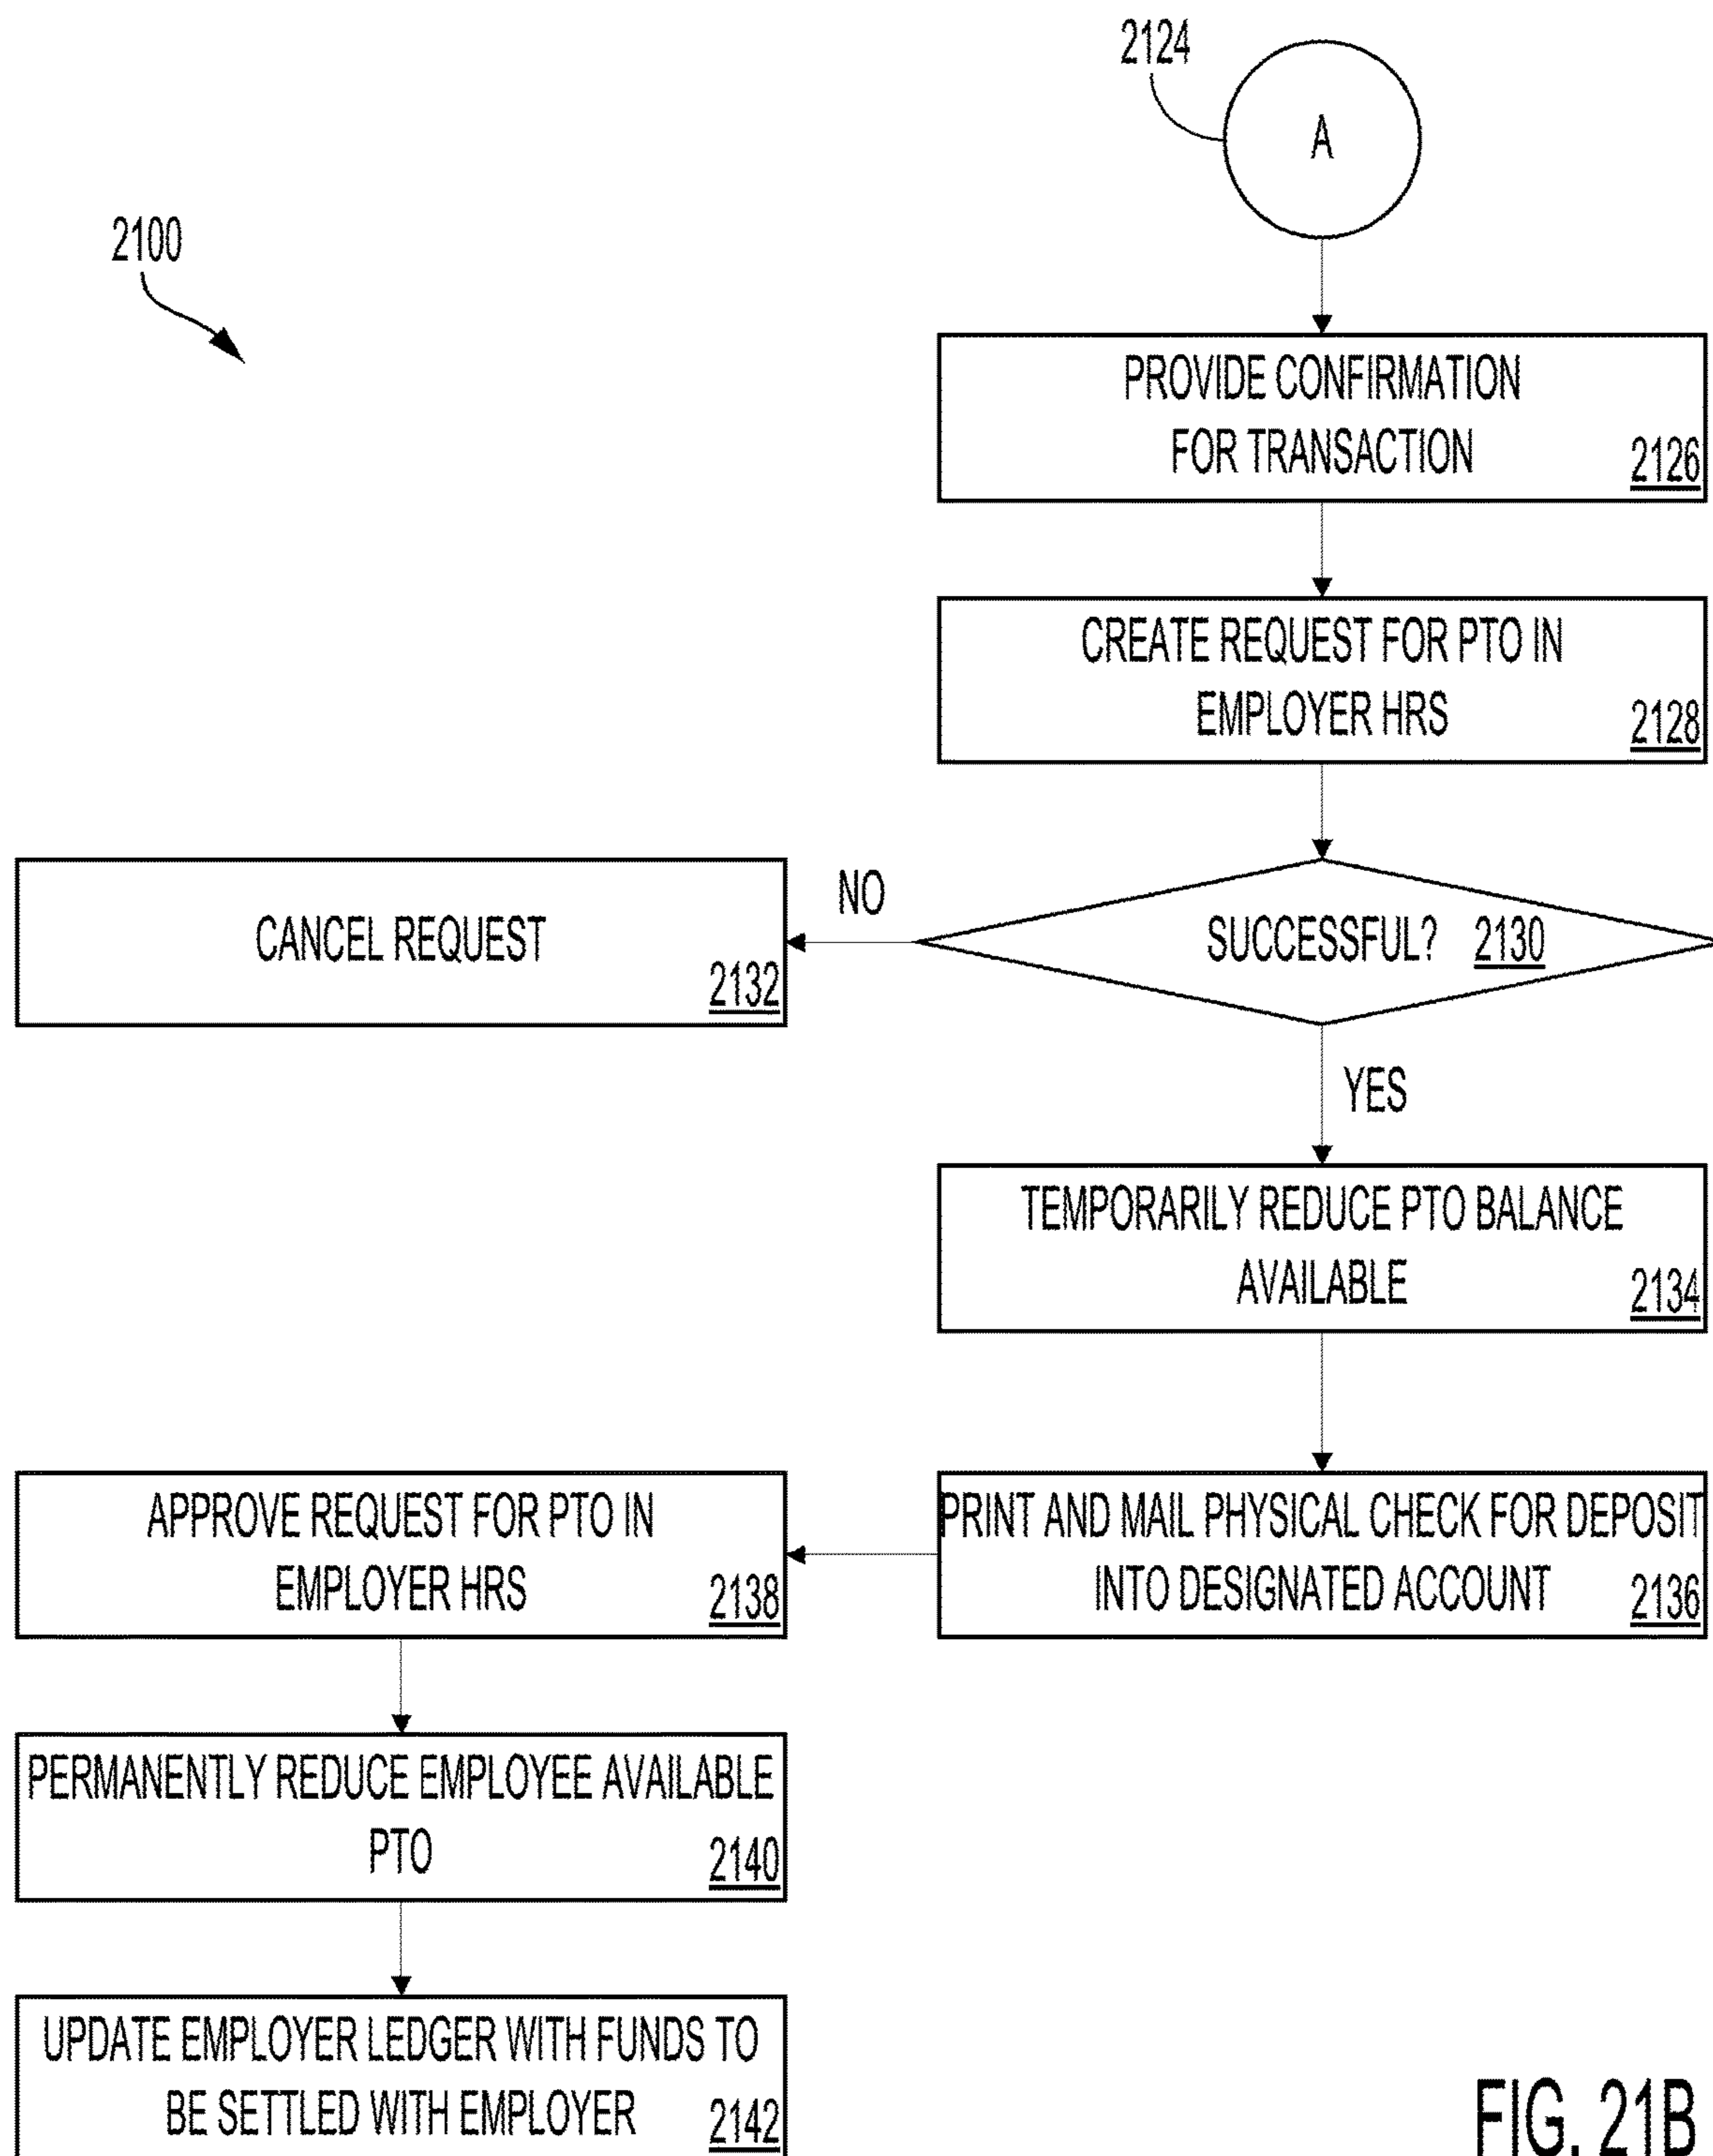 2124
A
2100
PROVIDE CONFIRMATION
FOR TRANSACTION
2126
CREATE REQUEST FOR PTO IN
EMPLOYER HRS
2128
CANCEL REQUEST
2132
NO
SUCCESSFUL? 2130
YES
TEMPORARILY REDUCE PTO BALANCE
AVAILABLE
2134
PRINT AND MAIL PHYSICAL CHECK FOR DEPOSIT
INTO DESIGNATED ACCOUNT
2136
APPROVE REQUEST FOR PTO IN
EMPLOYER HRS
2138
PERMANENTLY REDUCE EMPLOYEE AVAILABLE
PTO
2140
UPDATE EMPLOYER LEDGER WITH FUNDS TO
BE SETTLED WITH EMPLOYER
2142
FIG. 21B